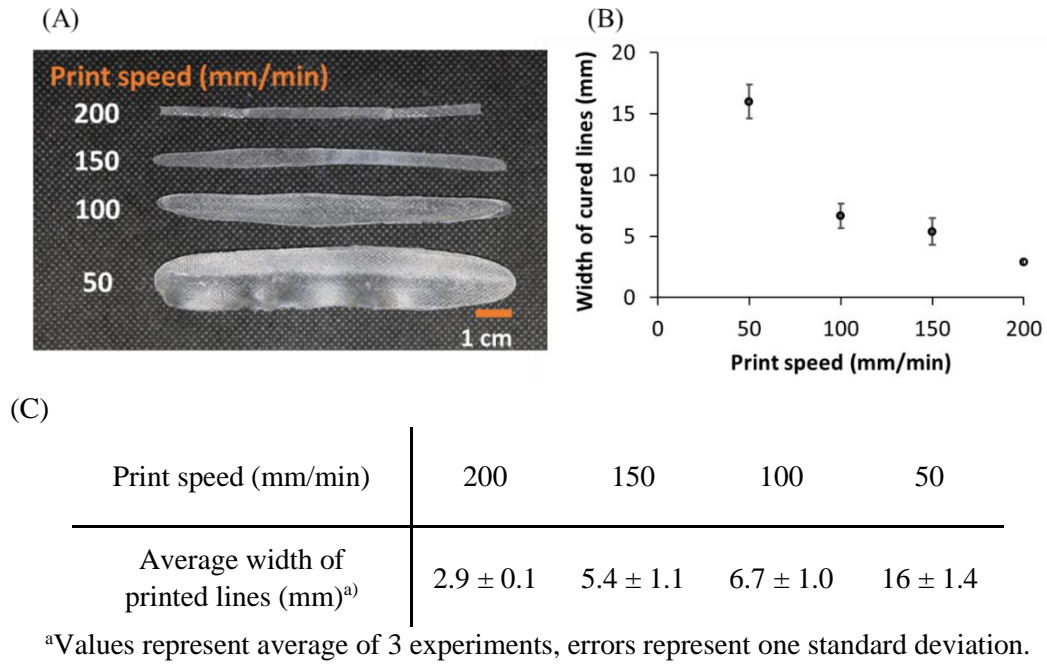 (A)
Print speed (mm/min)
200
150
100
50
1 cm
(B)
Width of cured lines (mm)
20
15
10
5
0
0 50 100 150 200
Print speed (mm/min)
(C)
Print speed (mm/min) 200 150 100 50
Average width of
printed lines (mm)ᵃ⁾ 2.9 ± 0.1 5.4 ± 1.1 6.7 ± 1.0 16 ± 1.4
ᵃValues represent average of 3 experiments, errors represent one standard deviation.